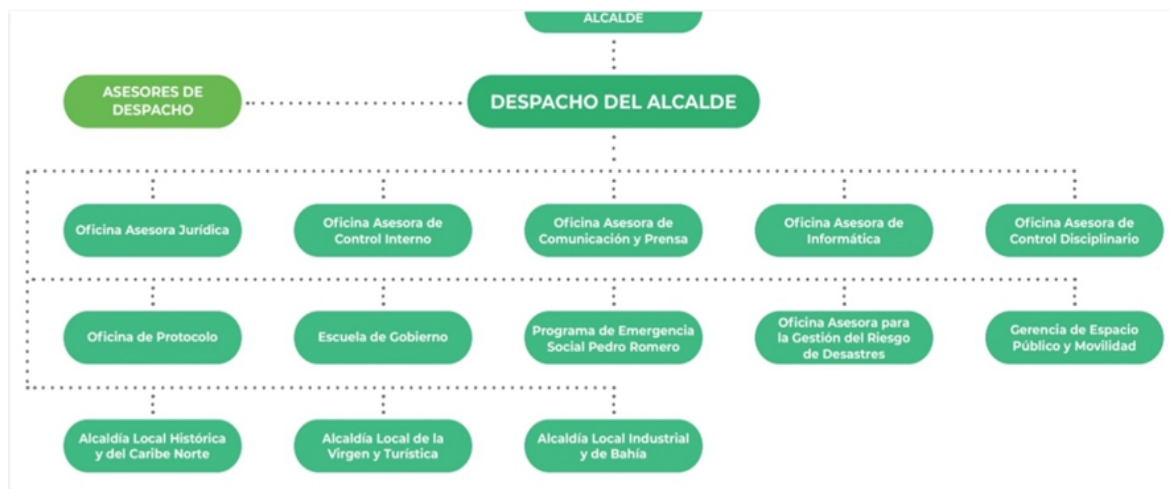 ALCALDE
ASESORES DE
DESPACHO
DESPACHO DEL ALCALDE
Oficina Asesora Jurídica
Oficina Asesora de
Control Interno
Oficina Asesora de
Comunicación y Prensa
Oficina Asesora de
Informática
Oficina Asesora de
Control Disciplinario
Oficina de Protocolo
Escuela de Gobierno
Programa de Emergencia
Social Pedro Romero
Oficina Asesora para
la Gestión del Riesgo
de Desastres
Gerencia de Espacio
Público y Movilidad
Alcaldía Local Histórica
y del Caribe Norte
Alcaldía Local de la
Virgen y Turística
Alcaldía Local Industrial
y de Bahía